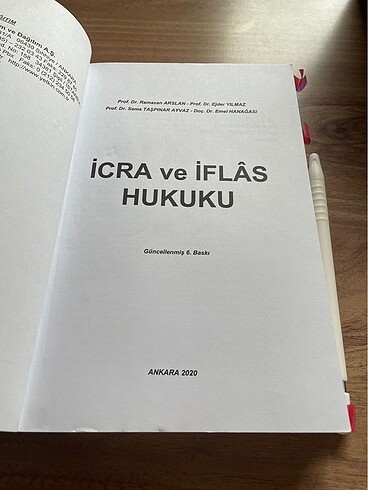 Prof. Dr. Ramazan ARSLAN - Prof. Dr. Ejder YILMAZ
Prof. Dr. Sema TAŞPINAR AYVAZ - Doç. Dr. Emel HANAĞASI
İCRA ve İFLÂS
HUKUKU
Güncellenmiş 6. Baskı
ANKARA 2020